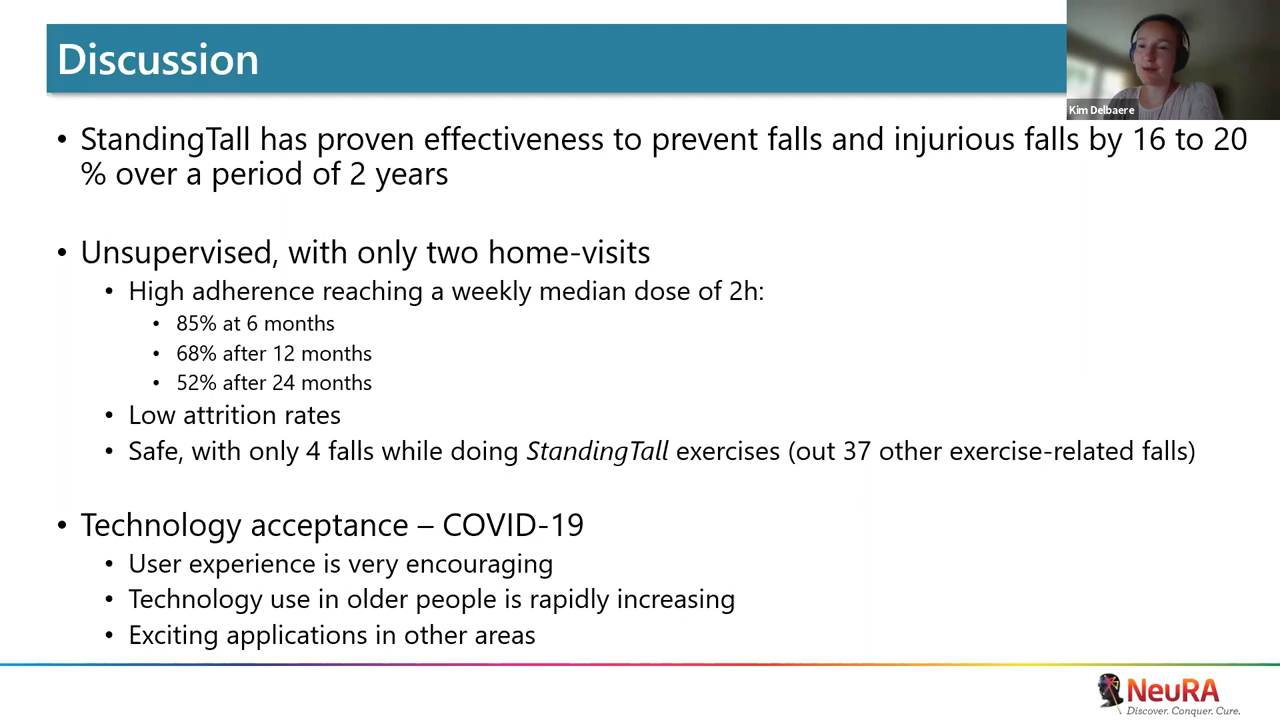 Discussion
Kim Delbaere
• StandingTall has proven effectiveness to prevent falls and injurious falls by 16 to 20
% over a period of 2 years
• Unsupervised, with only two home-visits
• High adherence reaching a weekly median dose of 2h:
• 85% at 6 months
• 68% after 12 months
• 52% after 24 months
• Low attrition rates
• Safe, with only 4 falls while doing StandingTall exercises (out 37 other exercise-related falls)
• Technology acceptance – COVID-19
• User experience is very encouraging
• Technology use in older people is rapidly increasing
• Exciting applications in other areas
NeuRA
Discover. Conquer. Cure.